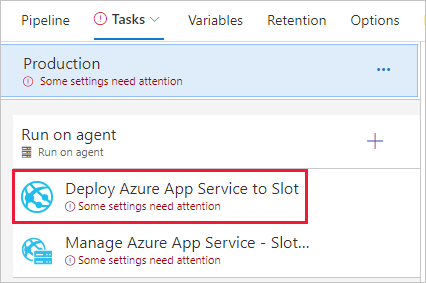 Pipeline Tasks Variables Retention Options
Production
Some settings need attention
Run on agent
Run on agent
Deploy Azure App Service to Slot
Some settings need attention
Manage Azure App Service - Slot...
Some settings need attention